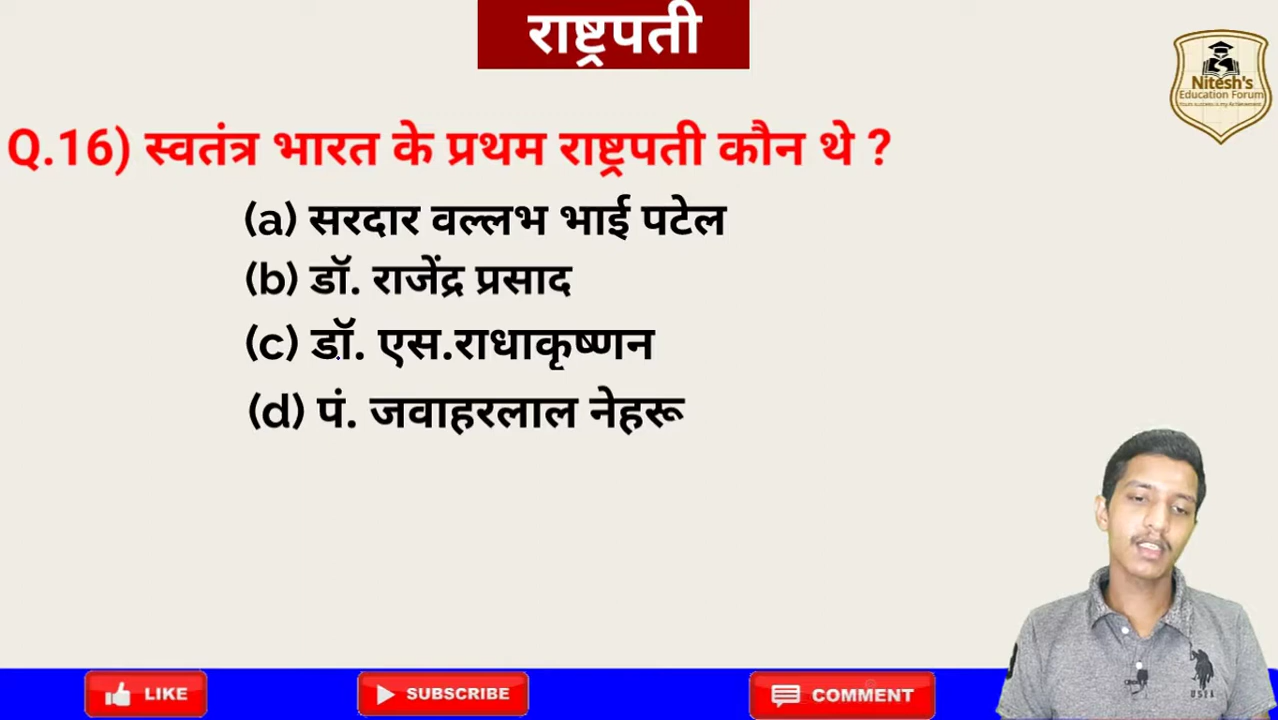 राष्ट्रपती
Nitesh's
Education Forum
Q.16) स्वतंत्र भारत के प्रथम राष्ट्रपती कौन थे ?
(a) सरदार वल्लभ भाई पटेल
(b) डॉ. राजेंद्र प्रसाद
(c) डॉ. एस.राधाकृष्णन
(d) पं. जवाहरलाल नेहरू
LIKE
SUBSCRIBE
COMMENT